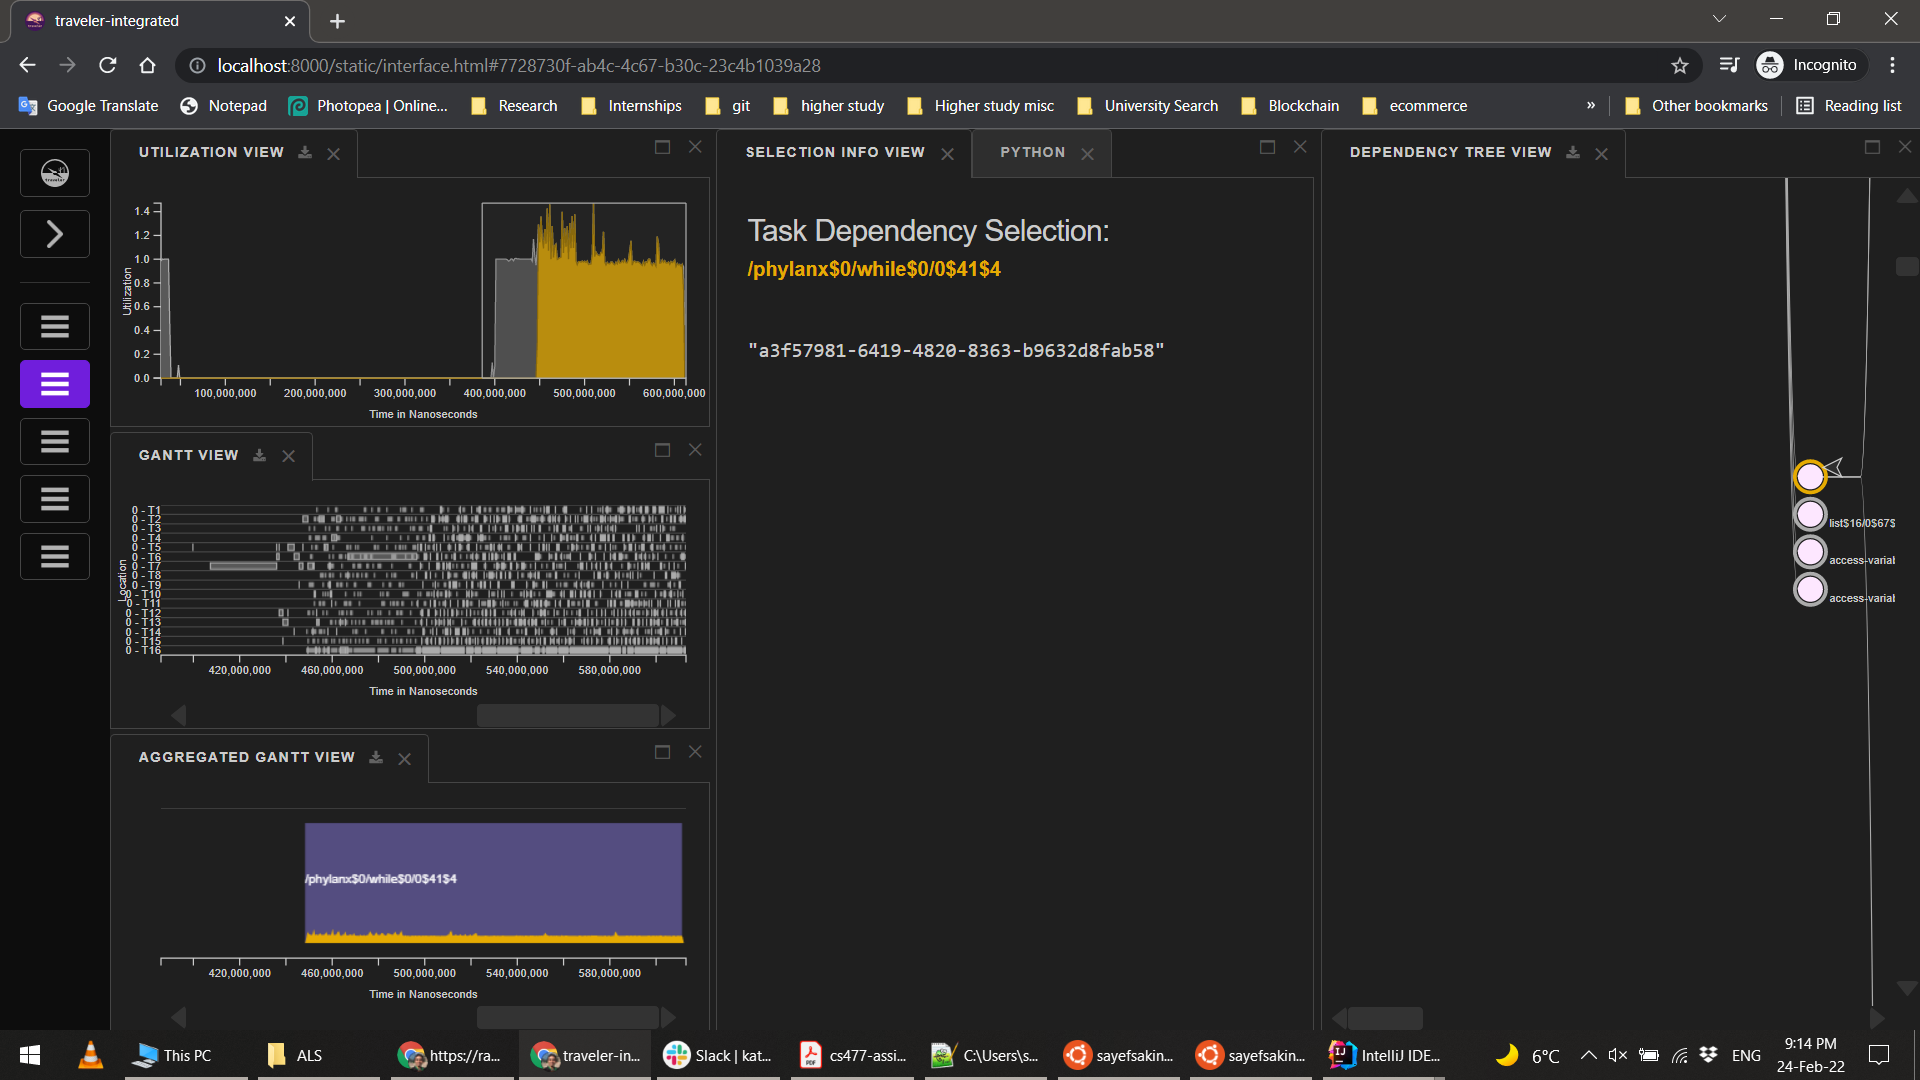 traveler-integrated
localhost:8000/static/interface.html#7728730f-ab4c-4c67-b30c-23c4b1039a28
Incognito
Google Translate
Notepad
Photopea | Online...
Research
Internships
git
higher study
Higher study misc
University Search
Blockchain
ecommerce
»
Other bookmarks
Reading list
UTILIZATION VIEW
Utilization
1.4
1.2
1.0
0.8
0.6
0.4
0.2
0.0
100,000,000 200,000,000 300,000,000 400,000,000 500,000,000 600,000,000
Time in Nanoseconds
GANTT VIEW
Location
0 - T1
0 - T2
0 - T3
0 - T4
0 - T5
0 - T6
0 - T7
0 - T8
0 - T9
0 - T10
0 - T11
0 - T12
0 - T13
0 - T14
0 - T15
0 - T16
420,000,000 460,000,000 500,000,000 540,000,000 580,000,000
Time in Nanoseconds
AGGREGATED GANTT VIEW
/phylanx$0/while$0/0$41$4
420,000,000 460,000,000 500,000,000 540,000,000 580,000,000
Time in Nanoseconds
SELECTION INFO VIEW
PYTHON
Task Dependency Selection:
/phylanx$0/while$0/0$41$4
"a3f57981-6419-4820-8363-b9632d8fab58"
DEPENDENCY TREE VIEW
list$16/0$67$
access-variabl
access-variabl
This PC
ALS
https://ra...
traveler-in...
Slack | kat...
cs477-assi...
C:\Users\s...
sayefsakin...
sayefsakin...
IntelliJ IDE...
6°C
ENG
9:14 PM
24-Feb-22